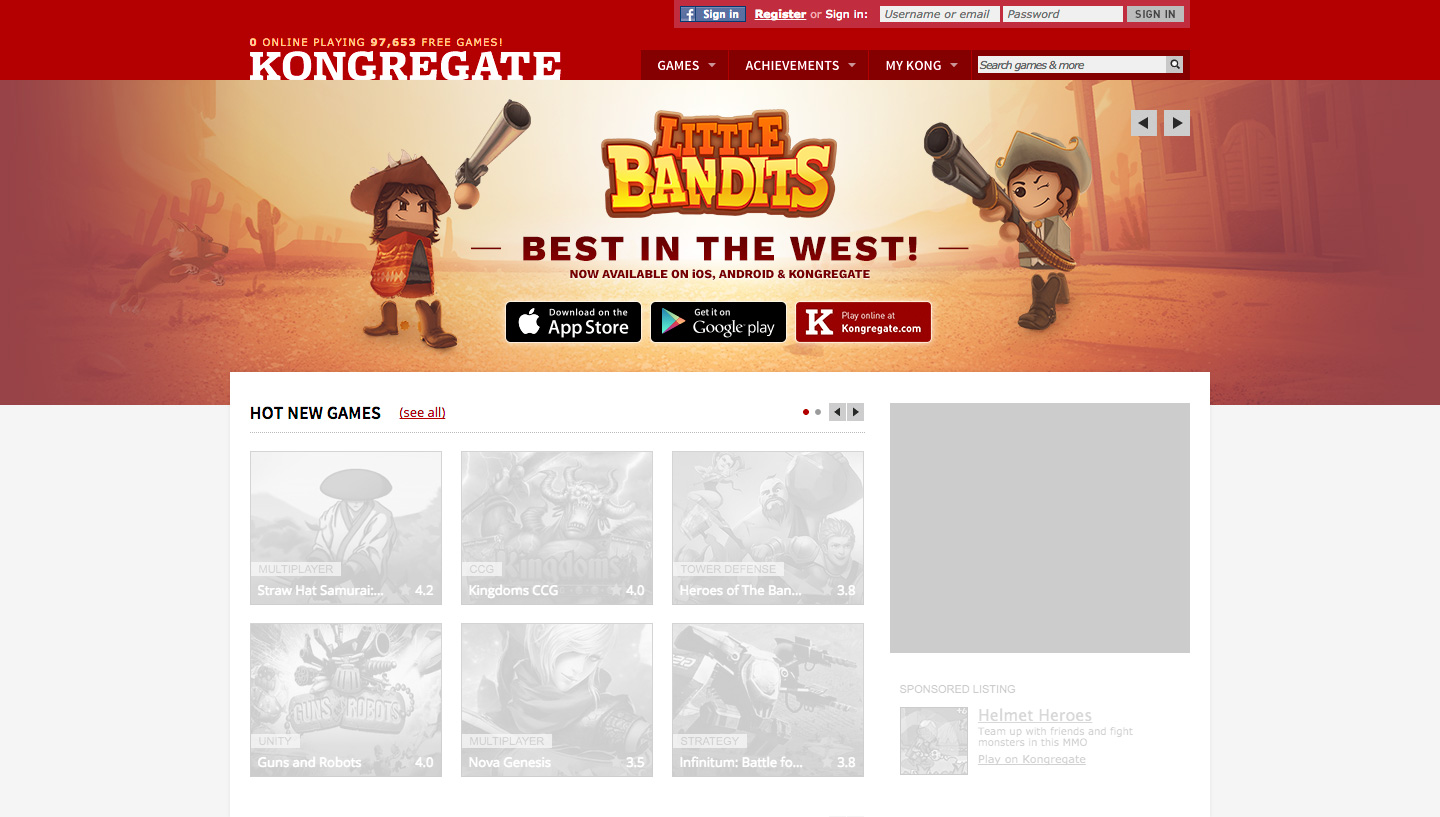 Sign in
Register or Sign in:
Username or email
Password
SIGN IN
0 ONLINE PLAYING 97,653 FREE GAMES!
KONGREGATE
GAMES
ACHIEVEMENTS
MY KONG
Search games & more
LITTLE
BANDITS
BEST IN THE WEST!
NOW AVAILABLE ON iOS, ANDROID & KONGREGATE
Download on the
App Store
Get it on
Google play
K
Play online at
Kongregate.com
HOT NEW GAMES
(see all)
MULTIPLAYER
Straw Hat Samurai:...
4.2
Kingdoms
CCG
Kingdoms CCG
4.0
TOWER DEFENSE
Heroes of The Ban...
3.8
GUNS ROBOTS
UNITY
Guns and Robots
4.0
MULTIPLAYER
Nova Genesis
3.5
STRATEGY
Infinitum: Battle fo...
3.8
SPONSORED LISTING
Helmet Heroes
Team up with friends and fight
monsters in this MMO
Play on Kongregate